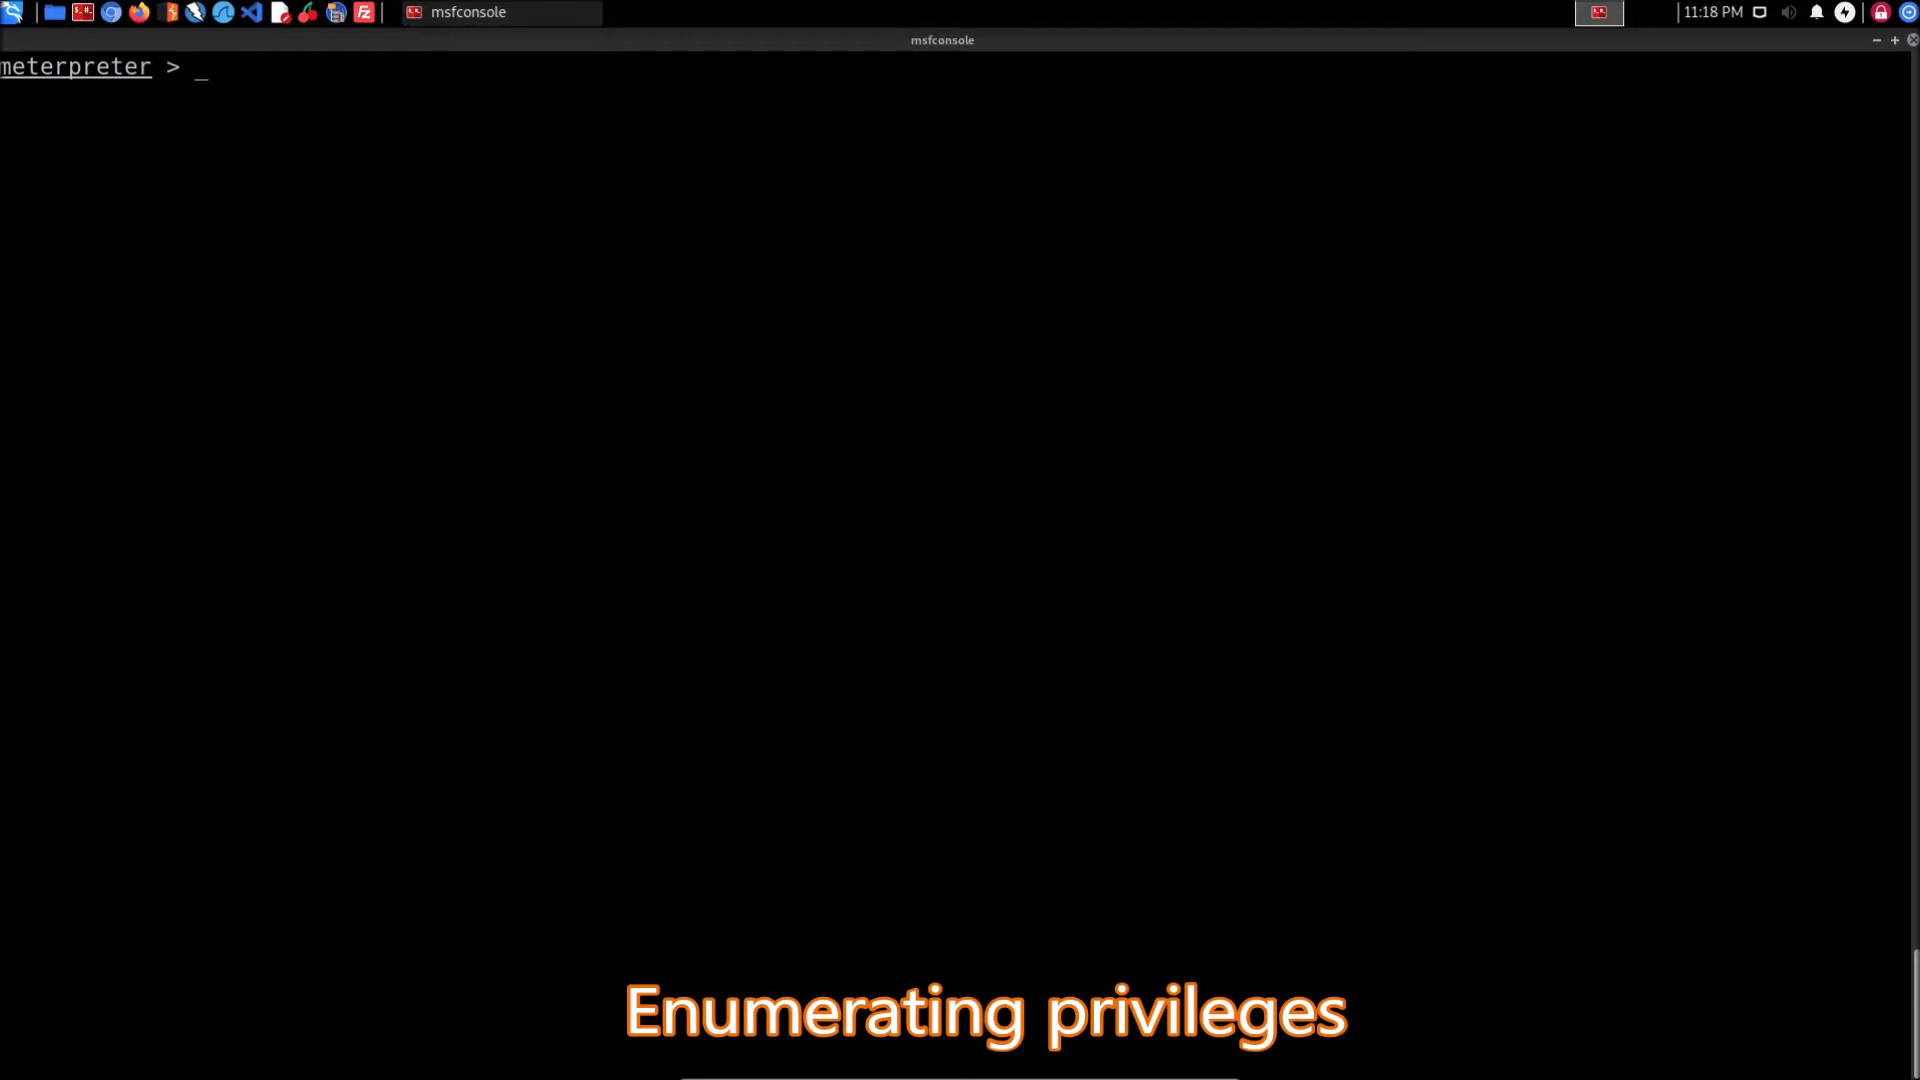 msfconsole
11:18 PM
msfconsole
meterpreter > _
Enumerating privileges